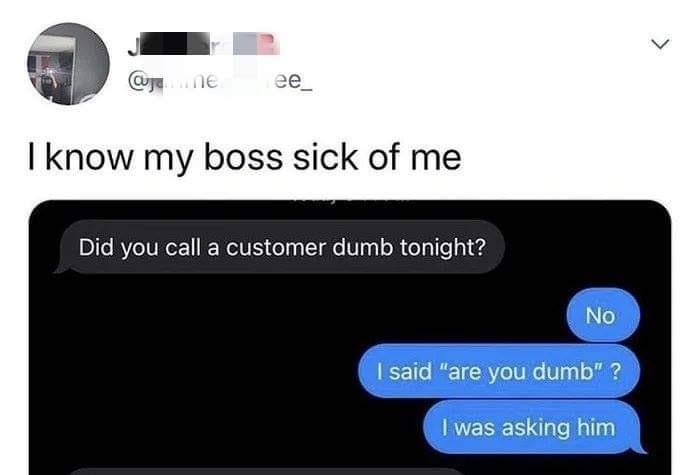 I know my boss sick of me
Did you call a customer dumb tonight?
No
I said “are you dumb” ?
I was asking him